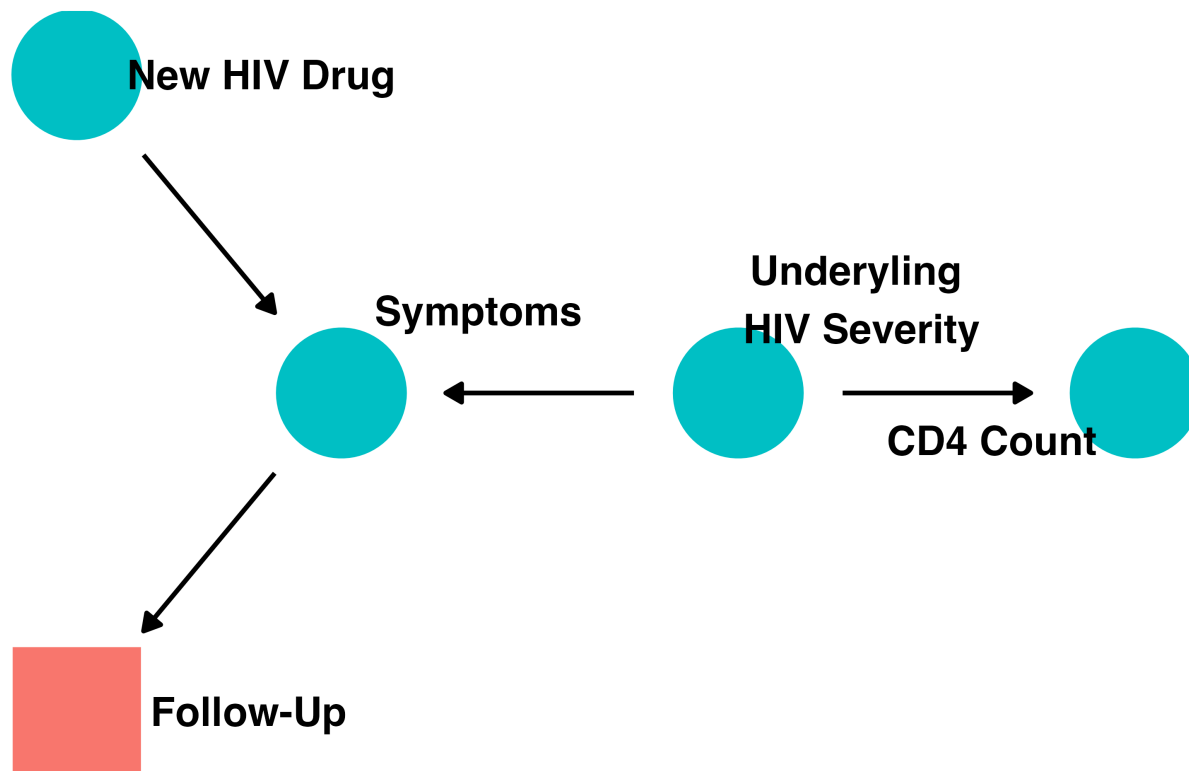 New HIV Drug
Symptoms
Underyling
HIV Severity
CD4 Count
Follow-Up